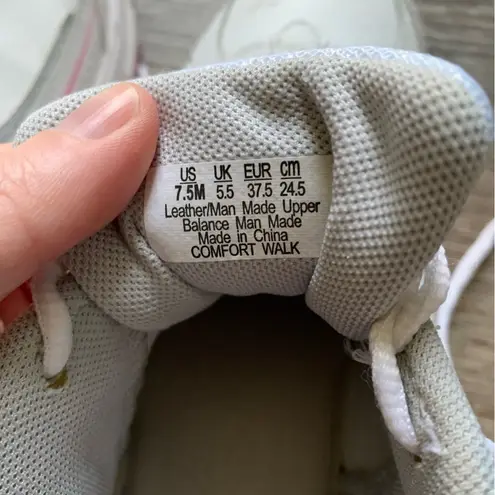 US UK EUR cm
7.5M 5.5 37.5 24.5
Leather/Man Made Upper
Balance Man Made
Made in China
COMFORT WALK